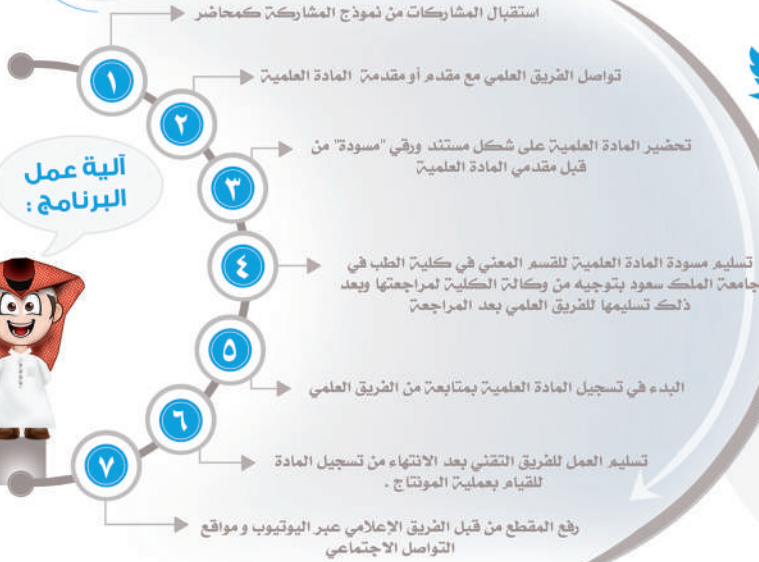 آلية عمل
البرنامج :
١
استقبال المشاركات من نموذج المشاركة كمحاضر
٢
تواصل الفريق العلمي مع مقدم أو مقدمة المادة العلمية
٣
تحضير المادة العلمية على شكل مستند ورقي "مسودة" من
قبل مقدمي المادة العلمية
٤
تسليم مسودة المادة العلمية للقسم المعني في كلية الطب في
جامعة الملك سعود بتوجيه من وكالة الكلية لمراجعتها وبعد
ذلك تسليمها للفريق العلمي بعد المراجعة
٥
البدء في تسجيل المادة العلمية بمتابعة من الفريق العلمي
٦
تسليم العمل للفريق التقني بعد الانتهاء من تسجيل المادة
للقيام بعملية المونتاج .
٧
رفع المقطع من قبل الفريق الإعلامي عبر اليوتيوب و مواقع
التواصل الاجتماعي